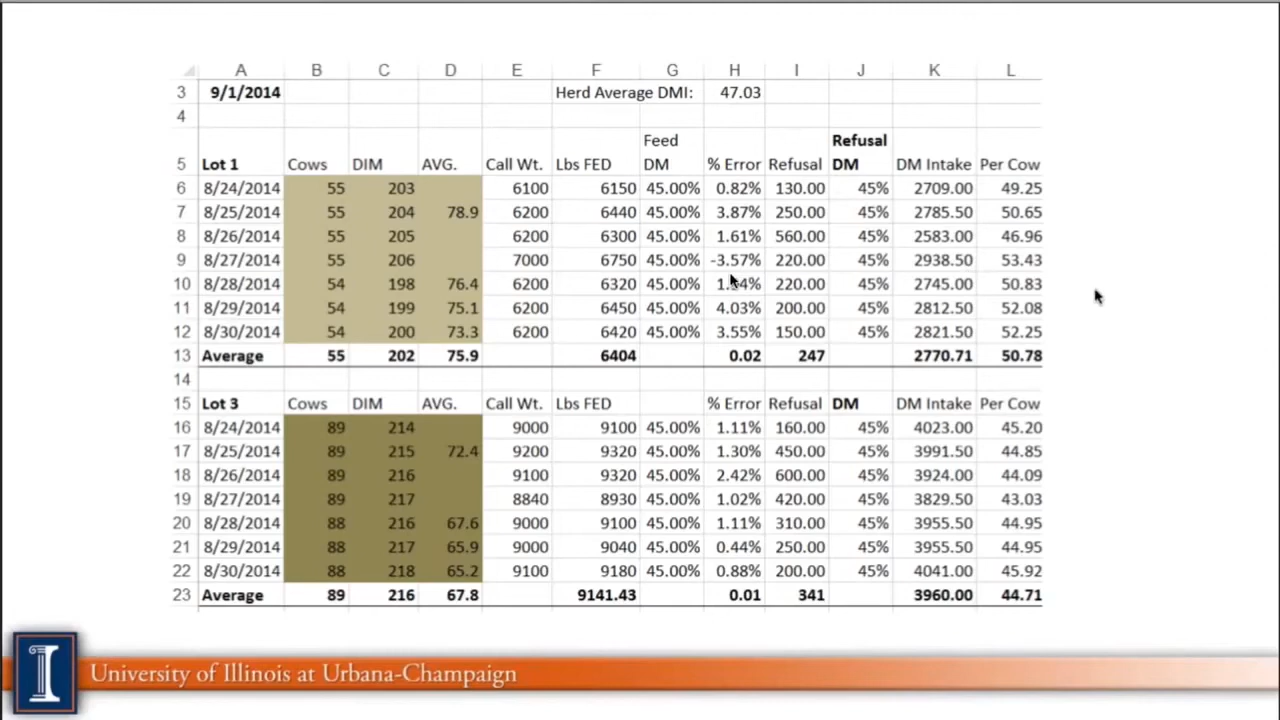 A B C D E F G H I J K L
3 9/1/2014 Herd Average DMI: 47.03
4
Feed Refusal
5 Lot 1 Cows DIM AVG. Call Wt. Lbs FED DM % Error Refusal DM DM Intake Per Cow
6 8/24/2014 55 203 6100 6150 45.00% 0.82% 130.00 45% 2709.00 49.25
7 8/25/2014 55 204 78.9 6200 6440 45.00% 3.87% 250.00 45% 2785.50 50.65
8 8/26/2014 55 205 6200 6300 45.00% 1.61% 560.00 45% 2583.00 46.96
9 8/27/2014 55 206 7000 6750 45.00% -3.57% 220.00 45% 2938.50 53.43
10 8/28/2014 54 198 76.4 6200 6320 45.00% 220.00 45% 2745.00 50.83
11 8/29/2014 54 199 75.1 6200 6450 45.00% 4.03% 200.00 45% 2812.50 52.08
12 8/30/2014 54 200 73.3 6200 6420 45.00% 3.55% 150.00 45% 2821.50 52.25
13 Average 55 202 75.9 6404 0.02 247 2770.71 50.78
14
15 Lot 3 Cows DIM AVG. Call Wt. Lbs FED % Error Refusal DM DM Intake Per Cow
16 8/24/2014 89 214 9000 9100 45.00% 1.11% 160.00 45% 4023.00 45.20
17 8/25/2014 89 215 72.4 9200 9320 45.00% 1.30% 450.00 45% 3991.50 44.85
18 8/26/2014 89 216 9100 9320 45.00% 2.42% 600.00 45% 3924.00 44.09
19 8/27/2014 89 217 8840 8930 45.00% 1.02% 420.00 45% 3829.50 43.03
20 8/28/2014 88 216 67.6 9000 9100 45.00% 1.11% 310.00 45% 3955.50 44.95
21 8/29/2014 88 217 65.9 9000 9040 45.00% 0.44% 250.00 45% 3955.50 44.95
22 8/30/2014 88 218 65.2 9100 9180 45.00% 0.88% 200.00 45% 4041.00 45.92
23 Average 89 216 67.8 9141.43 0.01 341 3960.00 44.71
I University of Illinois at Urbana-Champaign